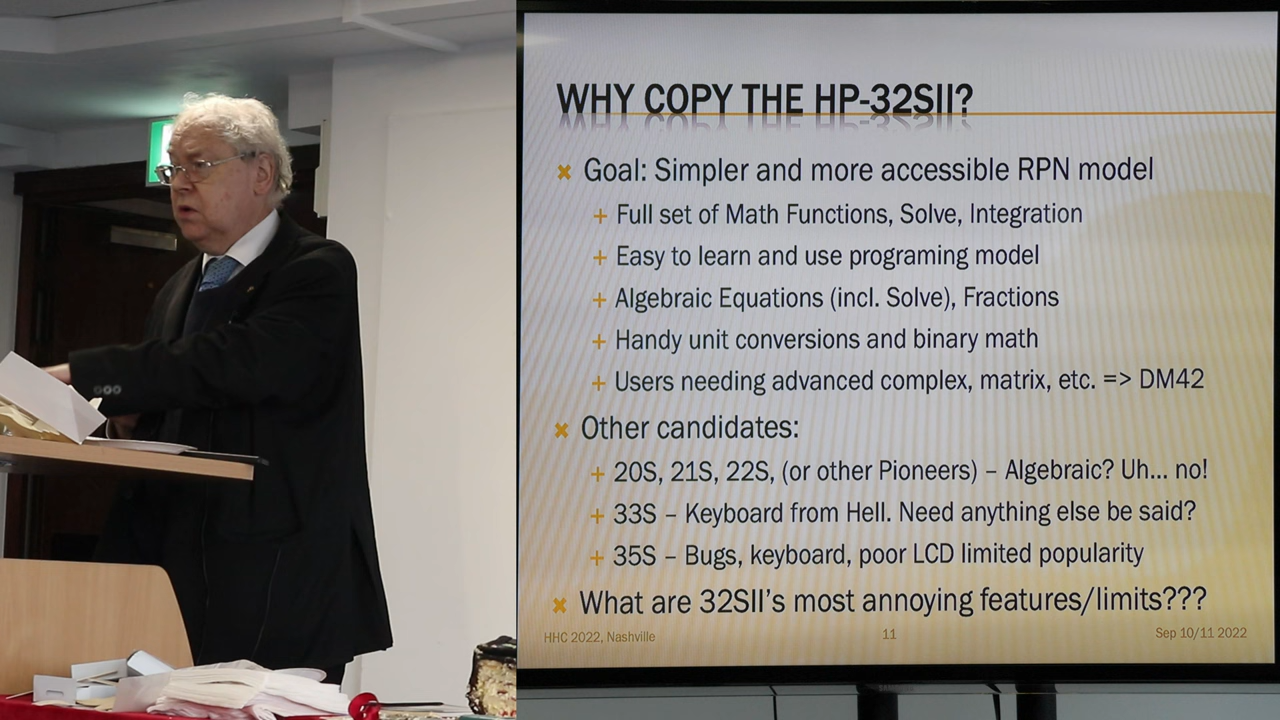 WHY COPY THE HP-32SII?
Goal: Simpler and more accessible RPN model
Full set of Math Functions, Solve, Integration
Easy to learn and use programing model
Algebraic Equations (incl. Solve), Fractions
Handy unit conversions and binary math
Users needing advanced complex, matrix, etc. => DM42
Other candidates:
20S, 21S, 22S, (or other Pioneers) – Algebraic? Uh... no!
33S – Keyboard from Hell. Need anything else be said?
35S – Bugs, keyboard, poor LCD limited popularity
What are 32SII's most annoying features/limits???
HHC 2022, Nashville
11
Sep 10/11 2022